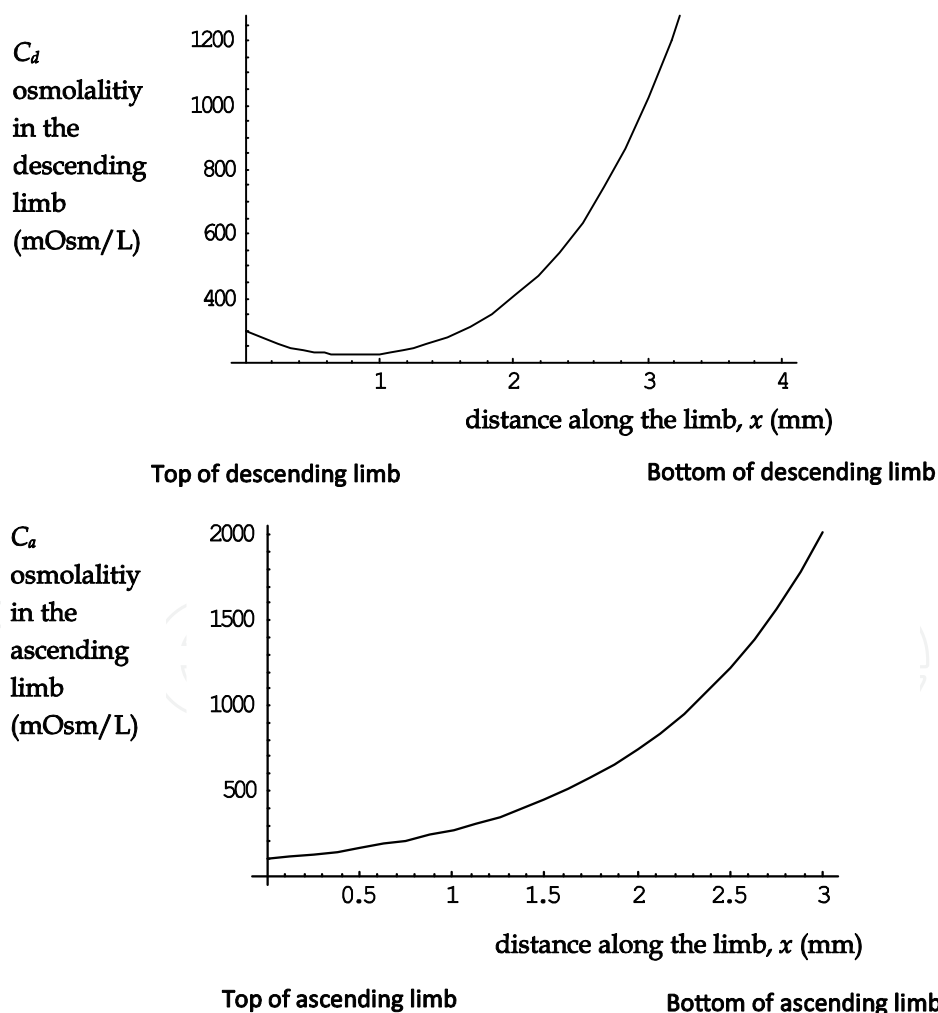 C_d
osmolalitiy
in the
descending
limb
(mOsm/L)
1200
1000
800
600
400
1 2 3 4
distance along the limb, x (mm)
Top of descending limb Bottom of descending limb
C_a
osmolalitiy
in the
ascending
limb
(mOsm/L)
2000
1500
1000
500
0.5 1 1.5 2 2.5 3
distance along the limb, x (mm)
Top of ascending limb Bottom of ascending limb